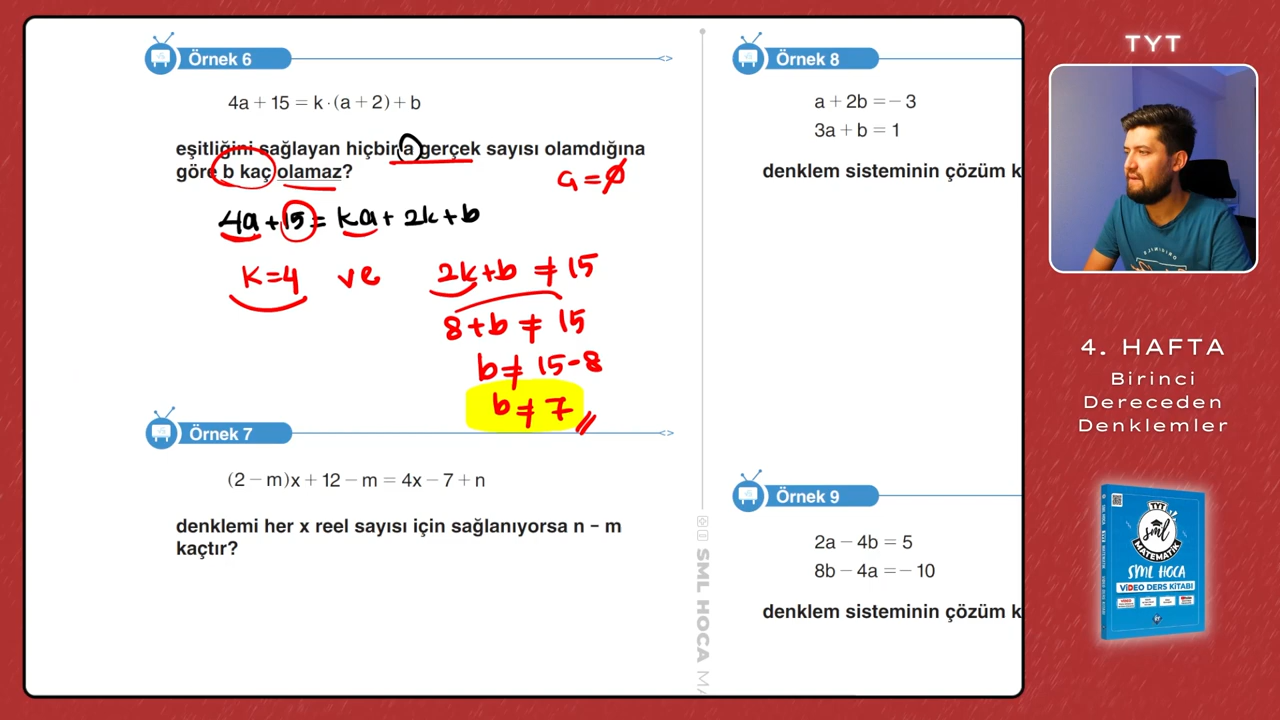 Örnek 6
4a + 15 = k·(a + 2) + b
eşitliğini sağlayan hiçbir a gerçek sayısı olamdığına
göre b kaç olamaz?
a = ∅
4a + 15 = ka + 2k + b
k=4 ve 2k+b ≠ 15
8+b ≠ 15
b ≠ 15-8
b ≠ 7
Örnek 7
(2 − m)x + 12 − m = 4x − 7 + n
denklemi her x reel sayısı için sağlanıyorsa n − m
kaçtır?
SML HOCA
Örnek 8
a + 2b = − 3
3a + b = 1
denklem sisteminin çözüm k
Örnek 9
2a − 4b = 5
8b − 4a = − 10
denklem sisteminin çözüm k
TYT
4. HAFTA
Birinci
Dereceden
Denklemler
TYT
sml
MATEMATİK
SML HOCA
VİDEO DERS KİTABI